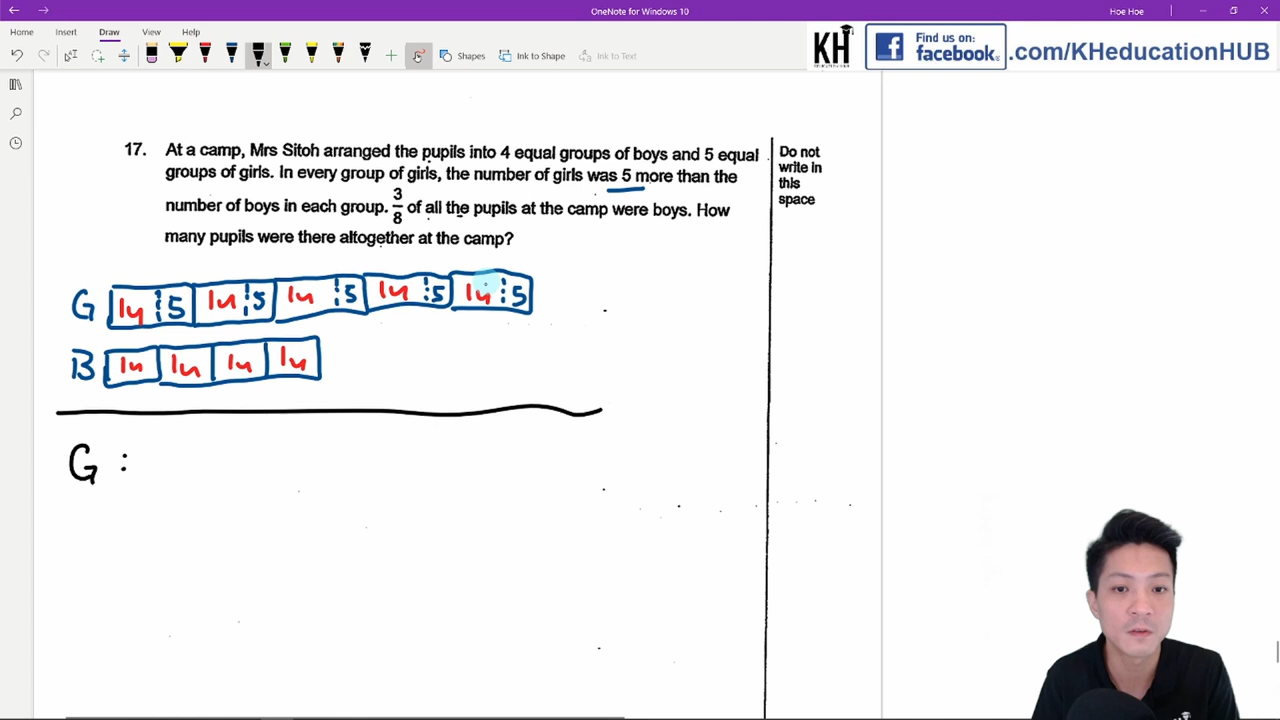 OneNote for Windows 10
Hoe Hoe
Home Insert Draw View Help
Shapes Ink to Shape Ink to Text
KH
Find us on:
facebook .com/KHeducationHUB
17. At a camp, Mrs Sitoh arranged the pupils into 4 equal groups of boys and 5 equal
groups of girls. In every group of girls, the number of girls was 5 more than the
number of boys in each group. 3/8 of all the pupils at the camp were boys. How
many pupils were there altogether at the camp?
Do not
write in
this
space
G 1u 5 1u 5 1u 5 1u 5 1u 5
B 1u 1u 1u 1u
G :
KH